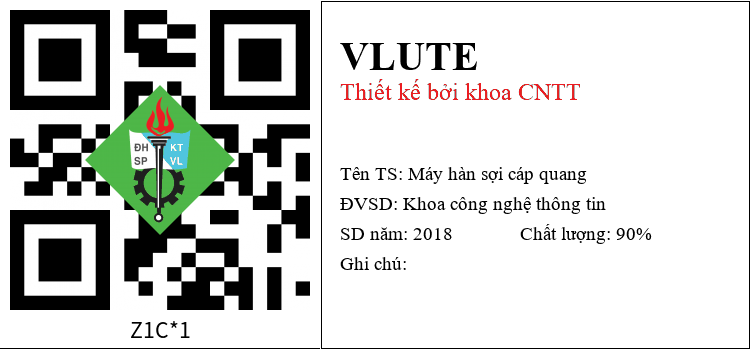 ĐH KT
SP VL
Z1C*1
VLUTE
Thiết kế bởi khoa CNTT
Tên TS: Máy hàn sợi cáp quang
ĐVSD: Khoa công nghệ thông tin
SD năm: 2018 Chất lượng: 90%
Ghi chú: